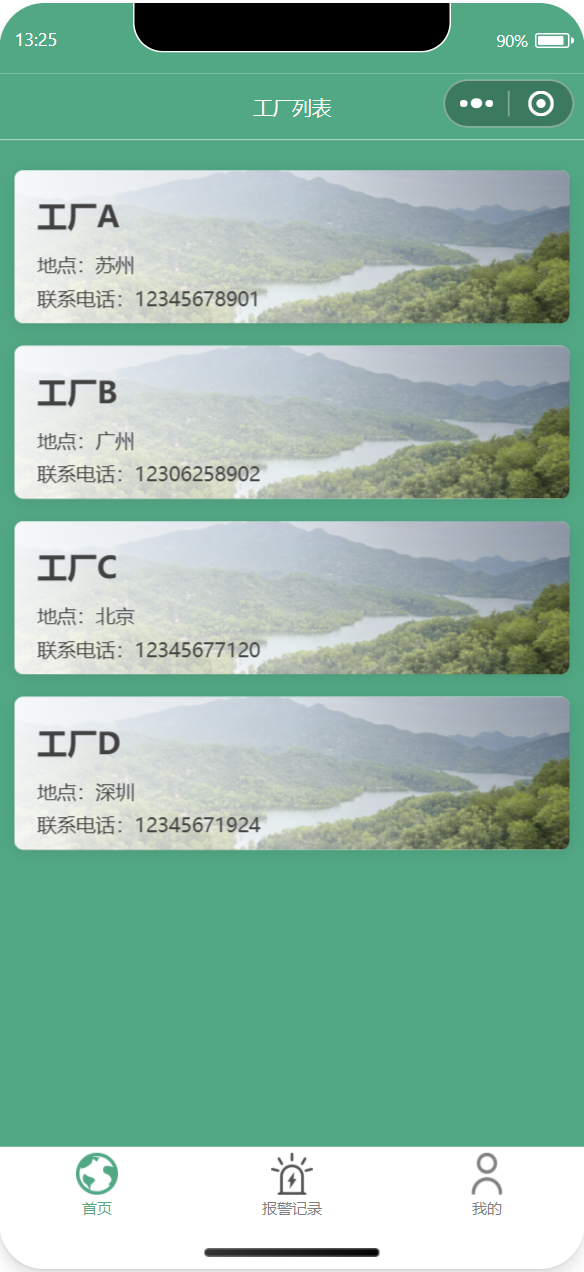 13:25
90%
工厂列表
工厂A
地点：苏州
联系电话：12345678901
工厂B
地点：广州
联系电话：12306258902
工厂C
地点：北京
联系电话：12345677120
工厂D
地点：深圳
联系电话：12345671924
首页
报警记录
我的